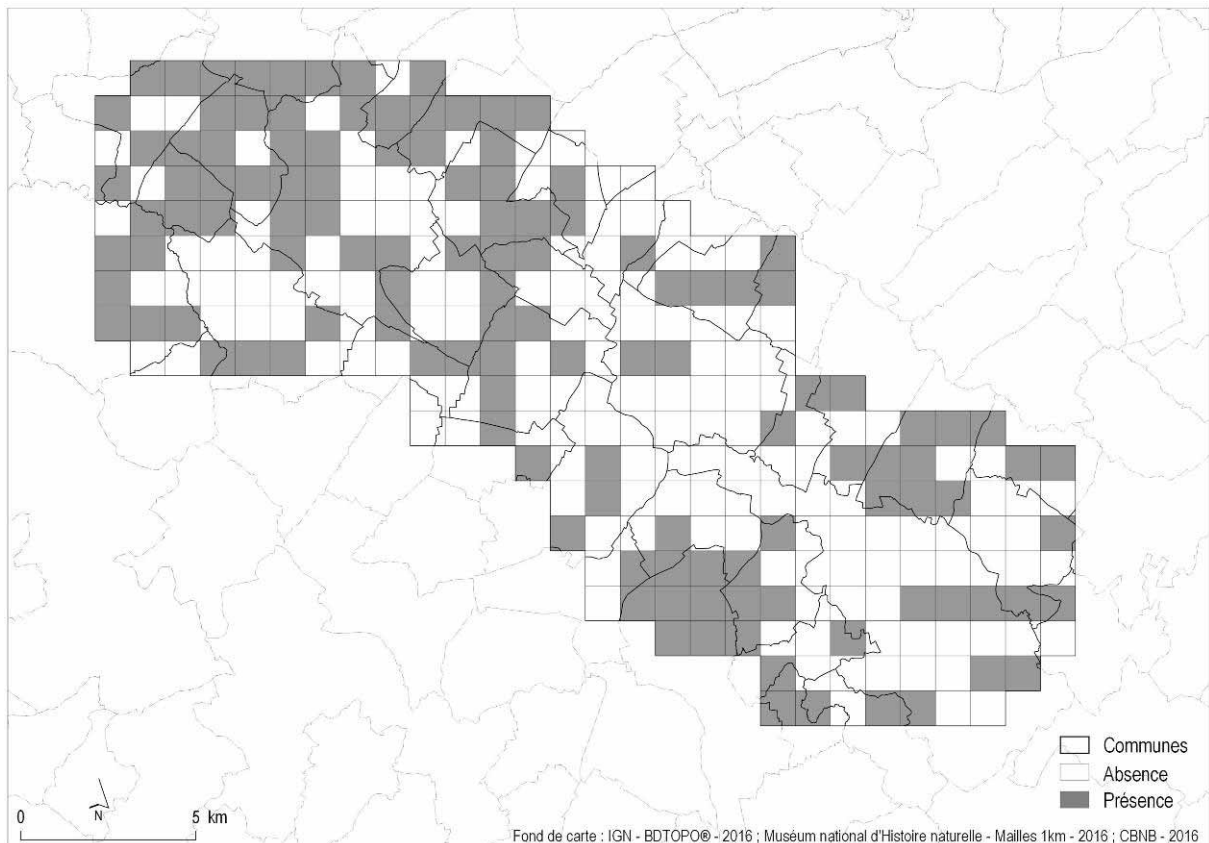 Communes
Absence
Présence
N
0 5 km
Fond de carte : IGN - BDTOPO® - 2016 ; Muséum national d'Histoire naturelle - Mailles 1km - 2016 ; CBNB - 2016